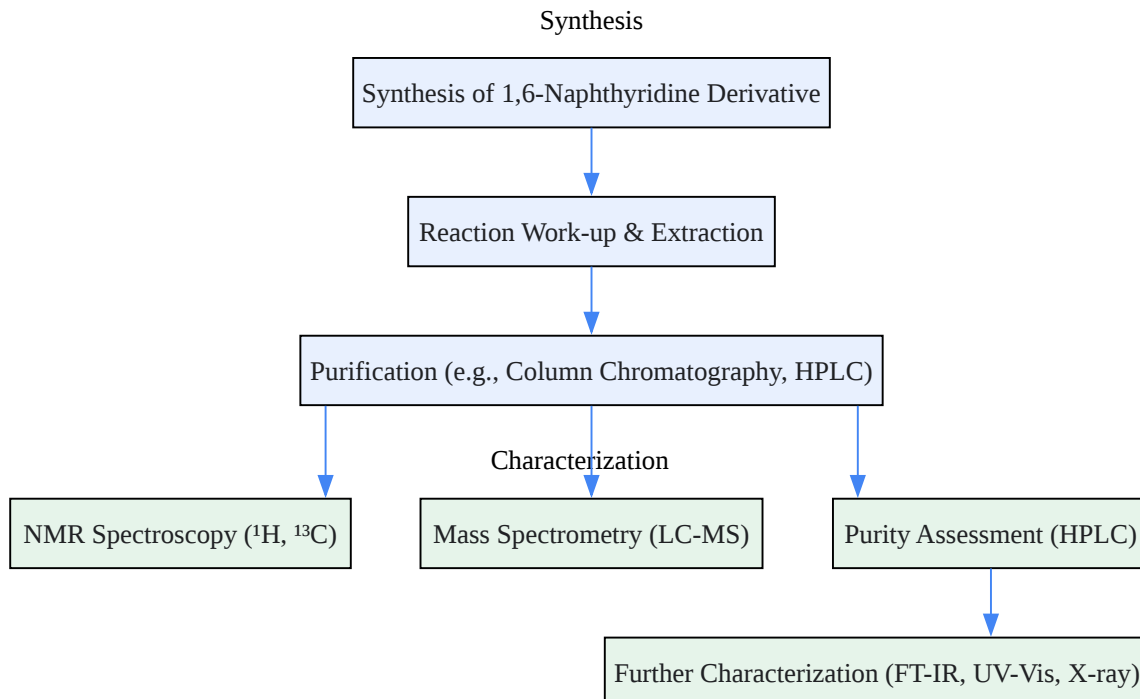 Synthesis
Synthesis of 1,6-Naphthyridine Derivative
Reaction Work-up & Extraction
Purification (e.g., Column Chromatography, HPLC)
Characterization
NMR Spectroscopy (¹H, ¹³C)
Mass Spectrometry (LC-MS)
Purity Assessment (HPLC)
Further Characterization (FT-IR, UV-Vis, X-ray)